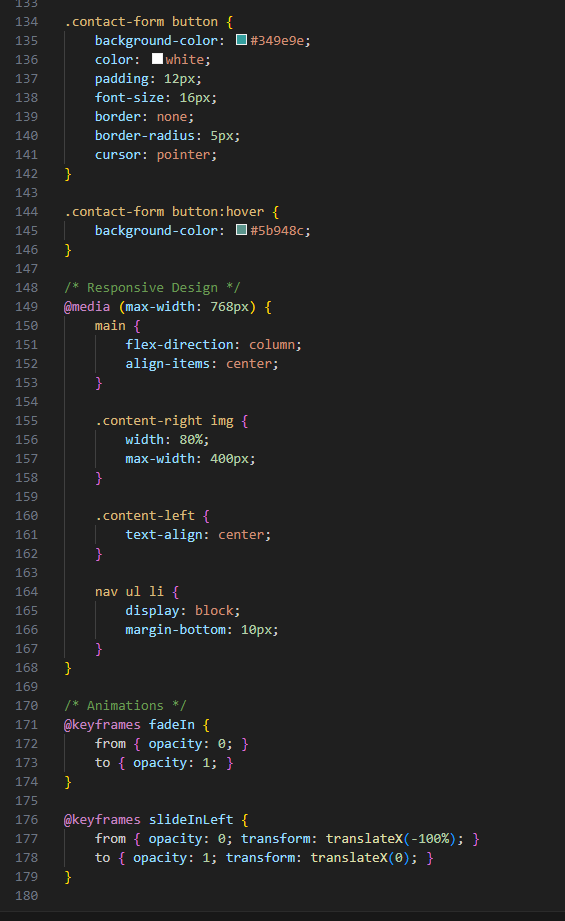 133
134 .contact-form button {
135     background-color: #349e9e;
136     color: white;
137     padding: 12px;
138     font-size: 16px;
139     border: none;
140     border-radius: 5px;
141     cursor: pointer;
142 }
143
144 .contact-form button:hover {
145     background-color: #5b948c;
146 }
147
148 /* Responsive Design */
149 @media (max-width: 768px) {
150     main {
151         flex-direction: column;
152         align-items: center;
153     }
154
155     .content-right img {
156         width: 80%;
157         max-width: 400px;
158     }
159
160     .content-left {
161         text-align: center;
162     }
163
164     nav ul li {
165         display: block;
166         margin-bottom: 10px;
167     }
168 }
169
170 /* Animations */
171 @keyframes fadeIn {
172     from { opacity: 0; }
173     to { opacity: 1; }
174 }
175
176 @keyframes slideInLeft {
177     from { opacity: 0; transform: translateX(-100%); }
178     to { opacity: 1; transform: translateX(0); }
179 }
180